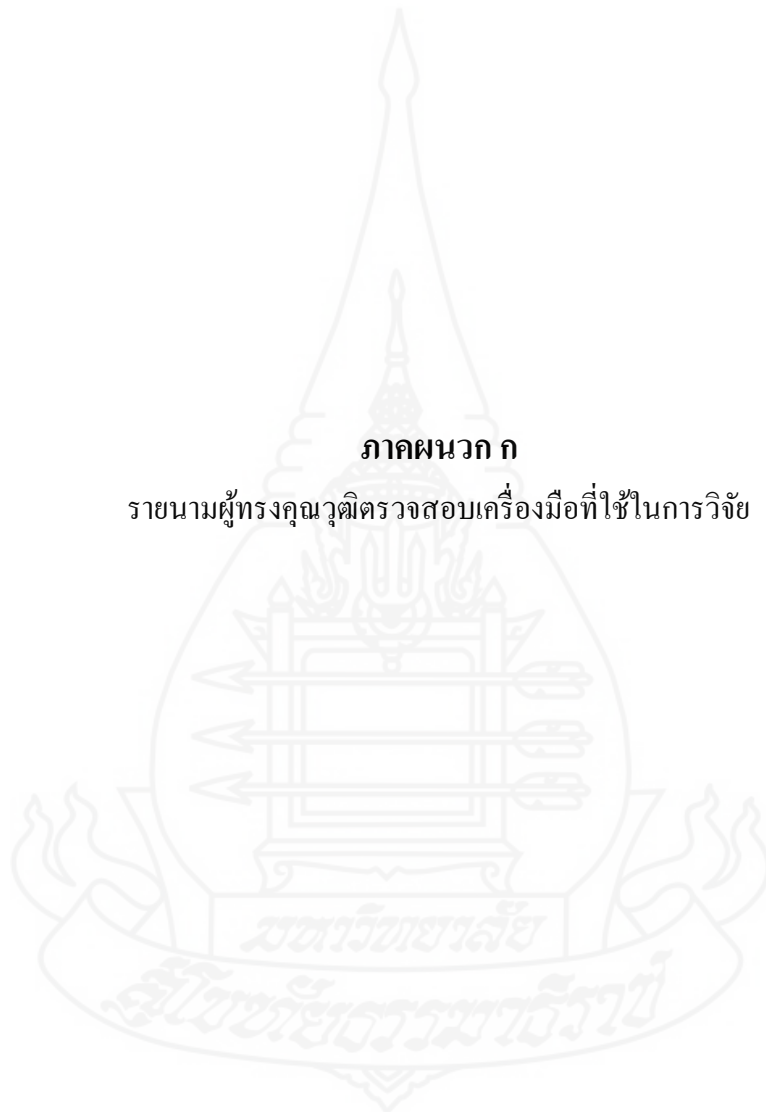 ภาคผนวก ก
รายนามผู้ทรงคุณวุฒิตรวจสอบเครื่องมือที่ใช้ในการวิจัย
มหาวิทยาลัย
สุโขทัยธรรมาธิราช